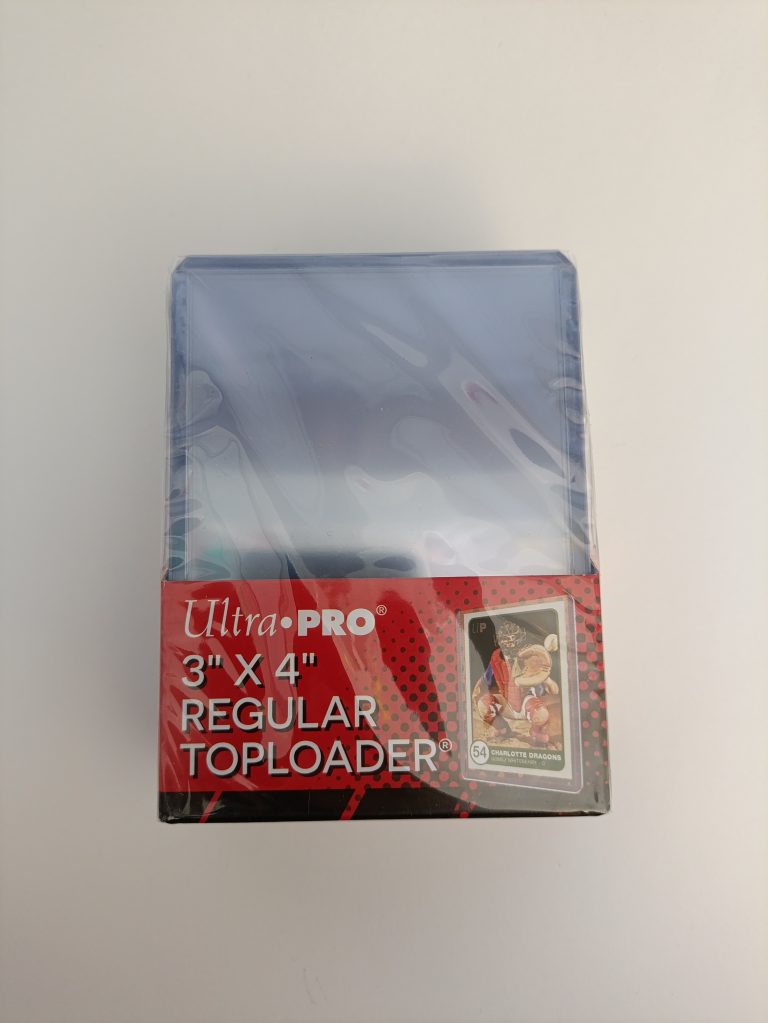 Ultra•PRO®
3" X 4"
REGULAR
TOPLOADER®
UP
54
CHARLOTTE DRAGONS